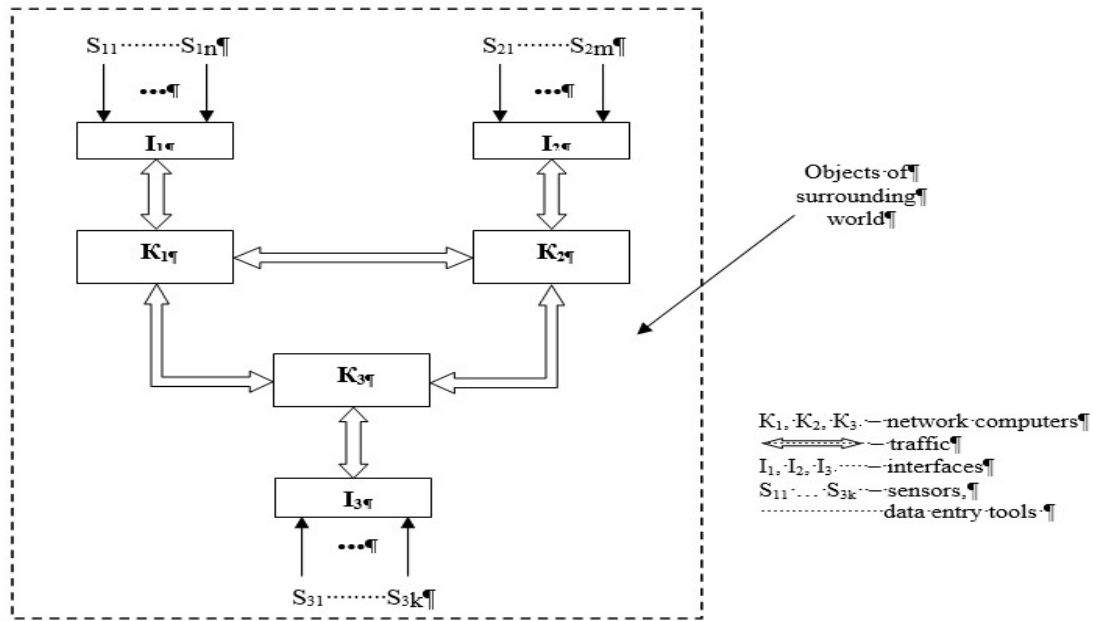 S₁₁········S₁n¶ S₂₁········S₂m¶
•••¶ •••¶
I₁¶ I₂¶
Objects·of¶
surrounding¶
world¶
K₁¶ K₂¶
K₃¶
K₁,·K₂,·K₃.·–·network computers¶
–·traffic¶
I₁,·I₂,·I₃.····–·interfaces¶
I₃¶
S₁₁·...··S₃ₖ·–·sensors,¶
data·entry·tools·¶
•••¶
S₃₁········S₃k¶